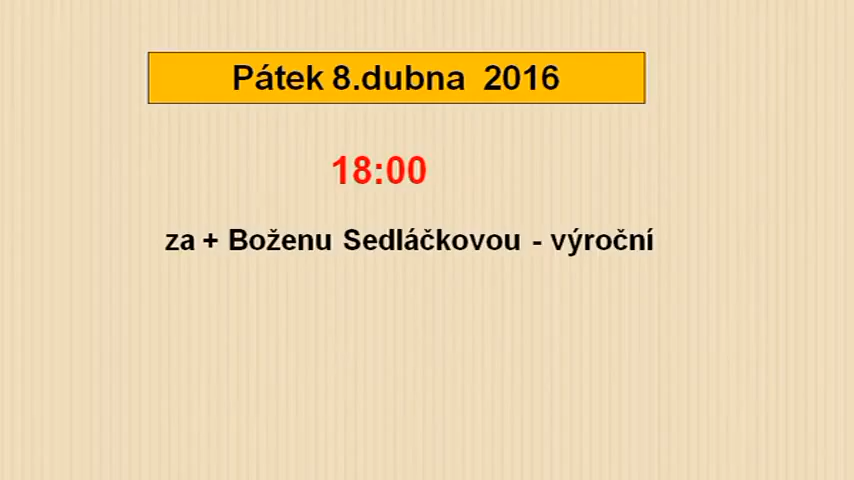 Pátek 8.dubna 2016
18:00
za + Boženu Sedláčkovou - výroční